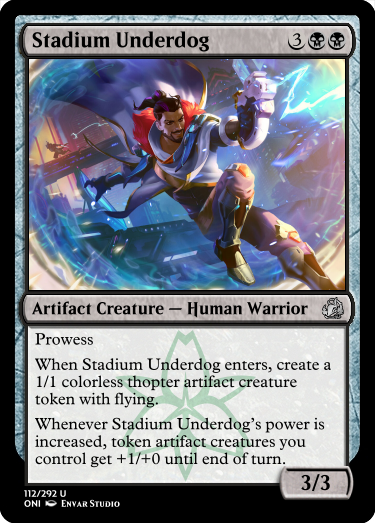 Stadium Underdog 3
Artifact Creature — Human Warrior
Prowess
When Stadium Underdog enters, create a
1/1 colorless thopter artifact creature
token with flying.
Whenever Stadium Underdog's power is
increased, token artifact creatures you
control get +1/+0 until end of turn.
3/3
112/292 U
ONI Envar Studio